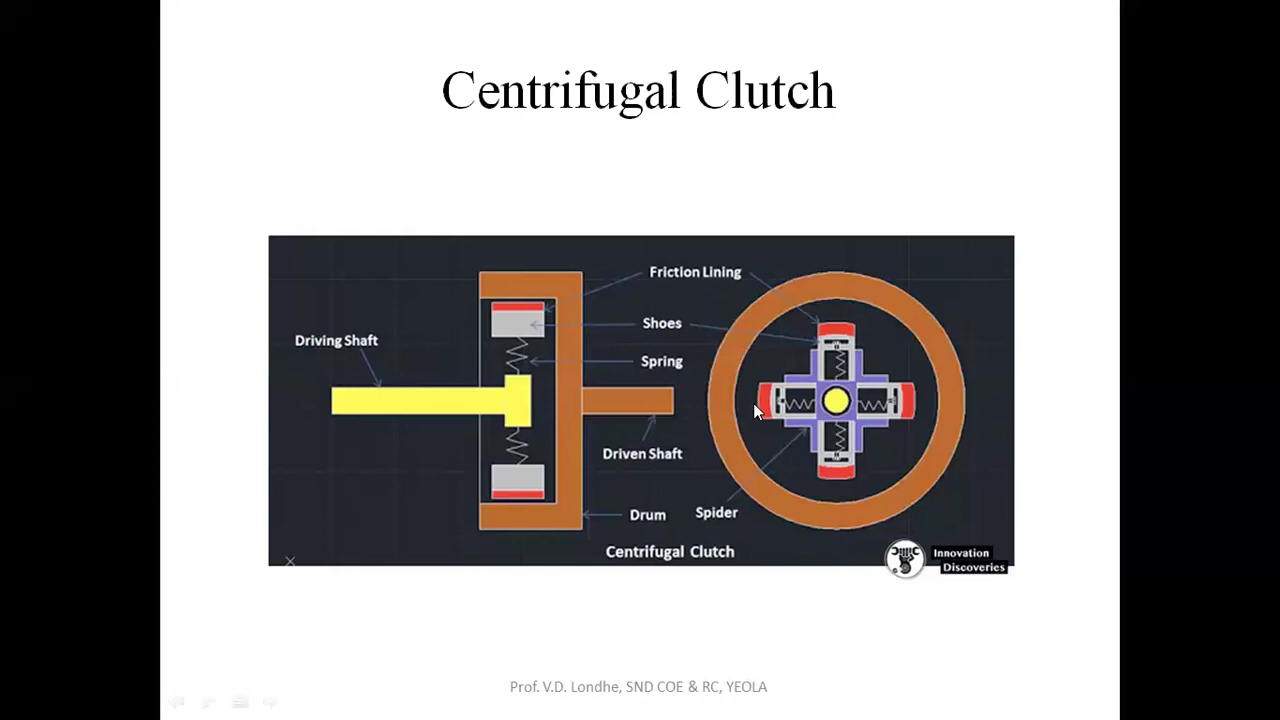 Centrifugal Clutch
Friction Lining
Shoes
Driving Shaft
Spring
Driven Shaft
Drum
Spider
Centrifugal Clutch
Innovation
Discoveries
Prof. V.D. Londhe, SND COE & RC, YEOLA